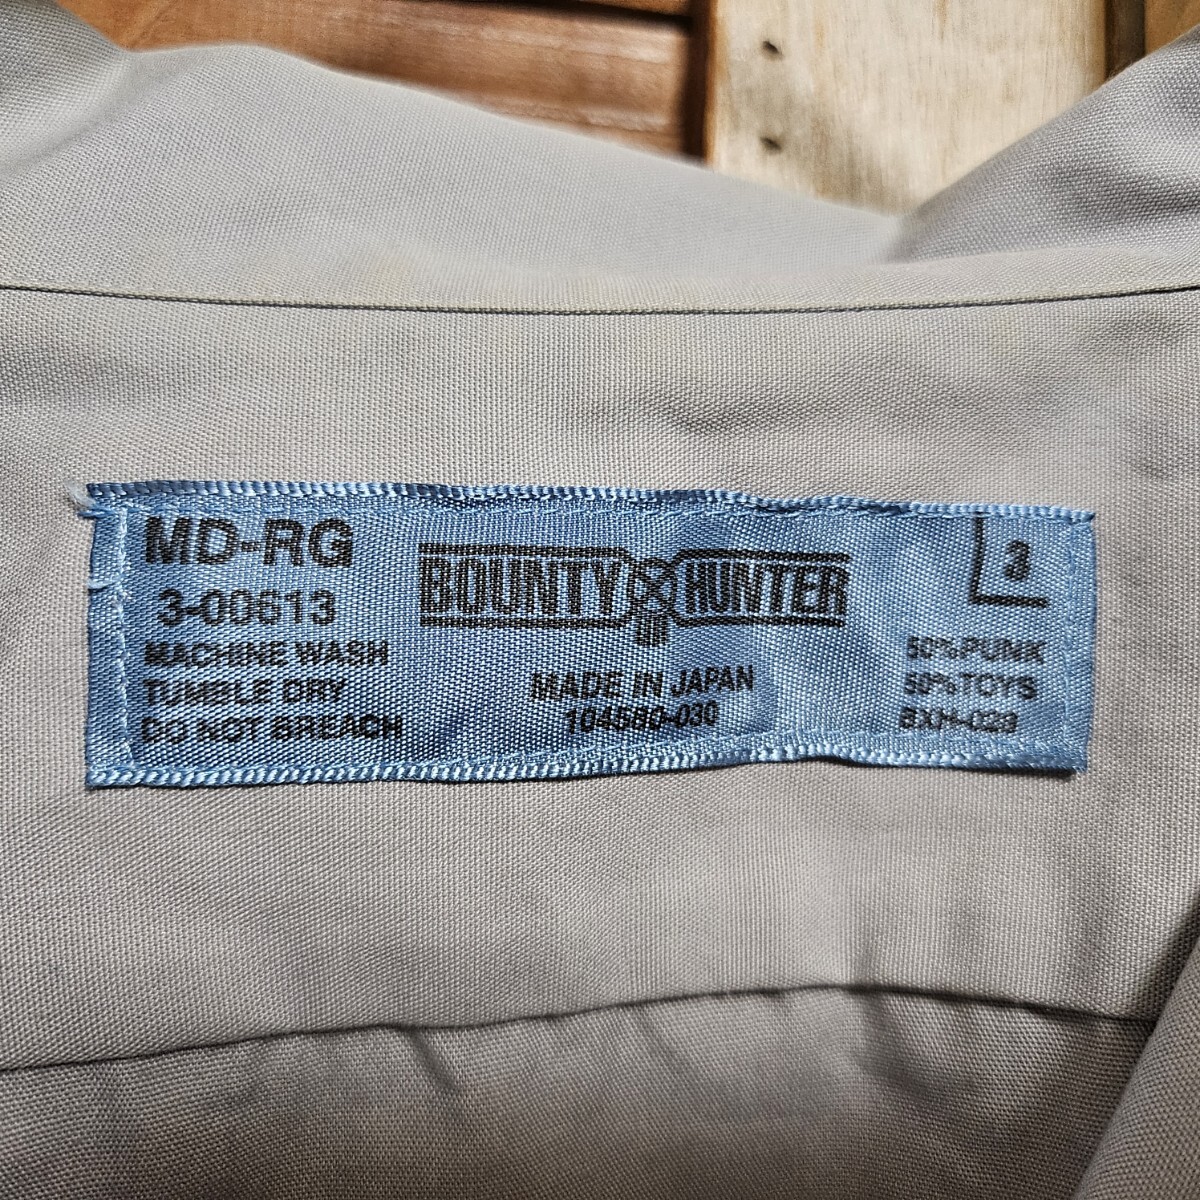 MD-RG
3-00613
MACHINE WASH
TUMBLE DRY
DO NOT BREACH
BOUNTY HUNTER
MADE IN JAPAN
104580-030
3
50%PUNK
50%TOYS
BXH-029